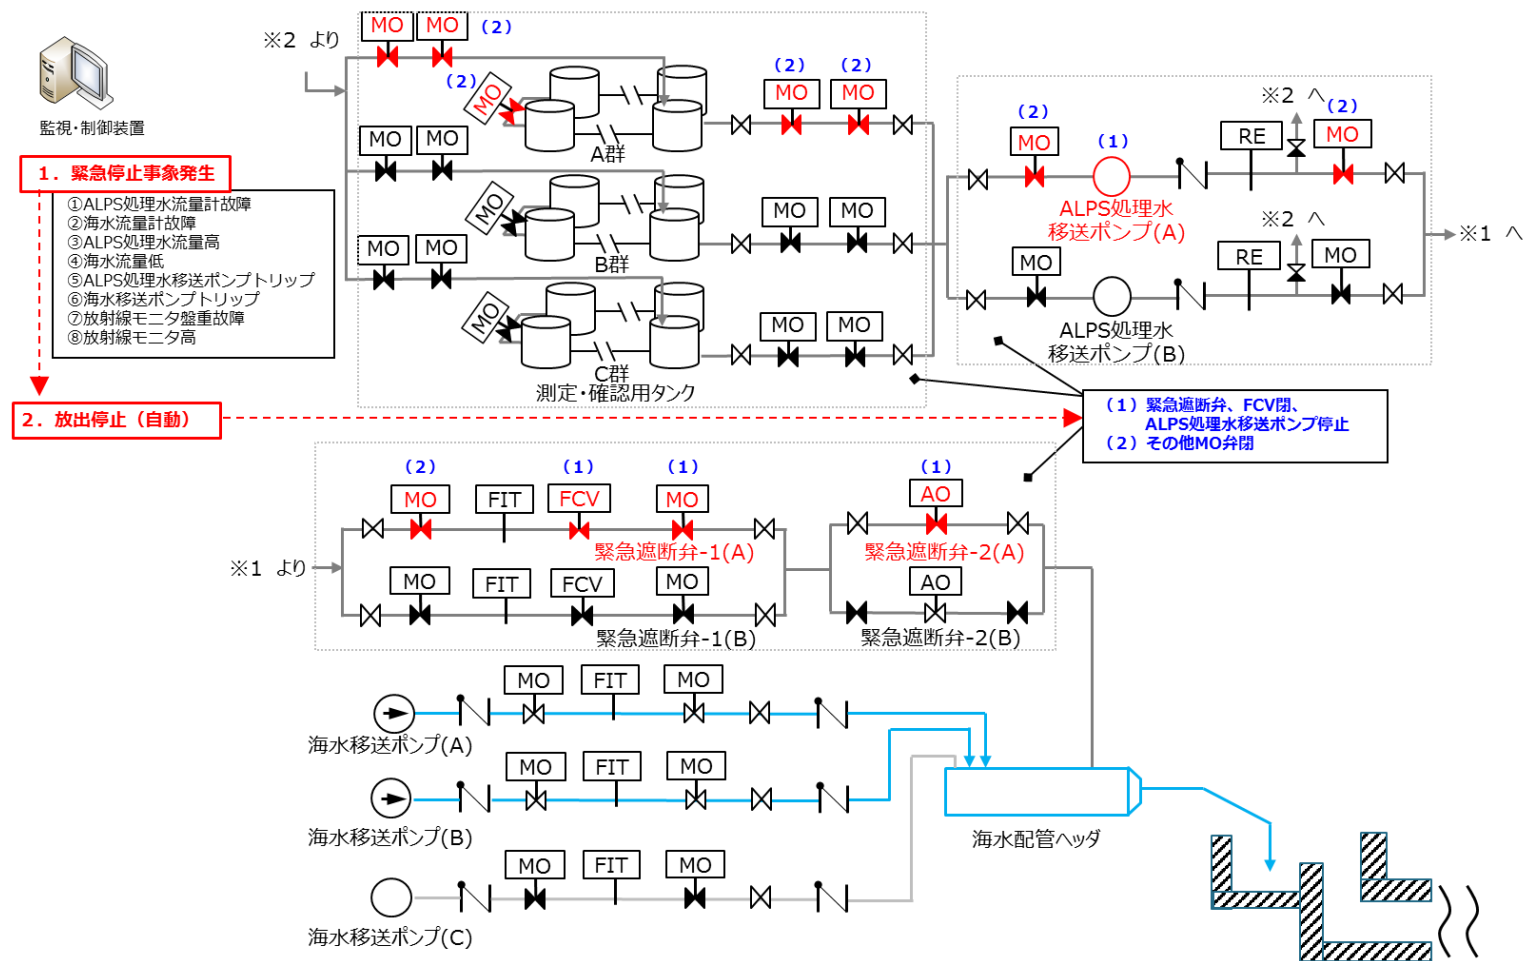 ※2 より
MO
MO
（2）
（2）
MO
A群
（2）
（2）
MO
MO
MO
MO
MO
B群
MO
MO
MO
MO
MO
C群
MO
MO
測定・確認用タンク
監視・制御装置
1．緊急停止事象発生
①ALPS処理水流量計故障
②海水流量計故障
③ALPS処理水流量高
④海水流量低
⑤ALPS処理水移送ポンプトリップ
⑥海水移送ポンプトリップ
⑦放射線モニタ盤重故障
⑧放射線モニタ高
2．放出停止（自動）
（2）
MO
（1）
ALPS処理水
移送ポンプ(A)
RE
※2 へ
（2）
MO
MO
ALPS処理水
移送ポンプ(B)
RE
※2 へ
MO
※1 へ
（1）緊急遮断弁、FCV閉、
ALPS処理水移送ポンプ停止
（2）その他MO弁閉
※1 より
（2）
（1）
（1）
（1）
MO
FIT
FCV
MO
AO
緊急遮断弁-1(A)
緊急遮断弁-2(A)
MO
FIT
FCV
MO
AO
緊急遮断弁-1(B)
緊急遮断弁-2(B)
MO
FIT
MO
海水移送ポンプ(A)
MO
FIT
MO
海水移送ポンプ(B)
海水配管ヘッダ
MO
FIT
MO
海水移送ポンプ(C)